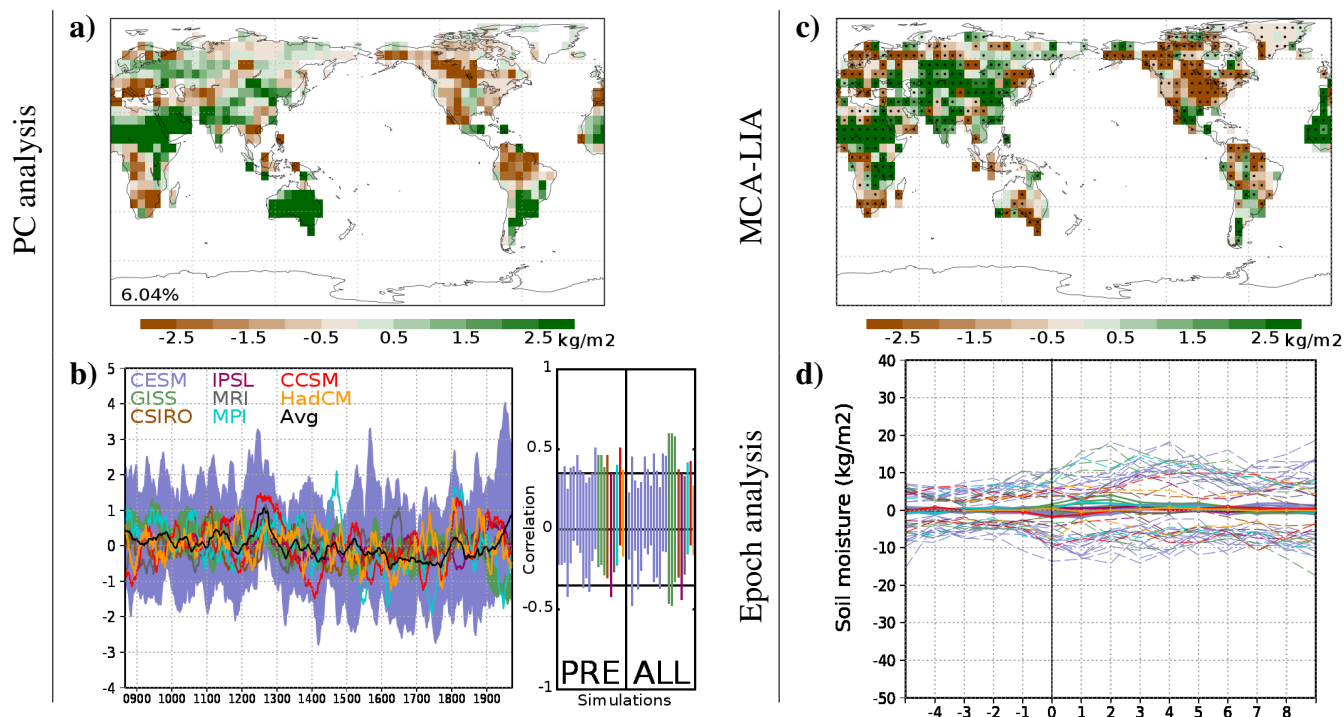 a)
PC analysis
6.04%
-2.5 -1.5 -0.5 0.5 1.5 2.5 kg/m2
c)
MCA-LIA
-2.5 -1.5 -0.5 0.5 1.5 2.5 kg/m2
b)
5
4
3
2
1
0
-1
-2
-3
-4
CESM IPSL CCSM
GISS MRI HadCM
CSIRO MPI Avg
0900 1000 1100 1200 1300 1400 1500 1600 1700 1800 1900
Correlation
1
0.5
0
-0.5
-1
PRE ALL
Simulations
Epoch analysis
d)
Soil moisture (kg/m2)
40
30
20
10
0
-10
-20
-30
-40
-50
-4 -2 -1 0 1 2 3 4 5 6 7 8